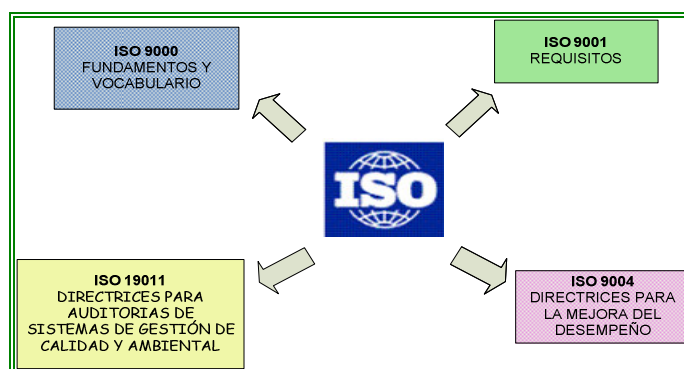 ISO 9000
FUNDAMENTOS Y
VOCABULARIO
ISO 9001
REQUISITOS
ISO
ISO 19011
DIRECTRICES PARA
AUDITORIAS DE
SISTEMAS DE GESTIÓN DE
CALIDAD Y AMBIENTAL
ISO 9004
DIRECTRICES PARA
LA MEJORA DEL
DESEMPEÑO